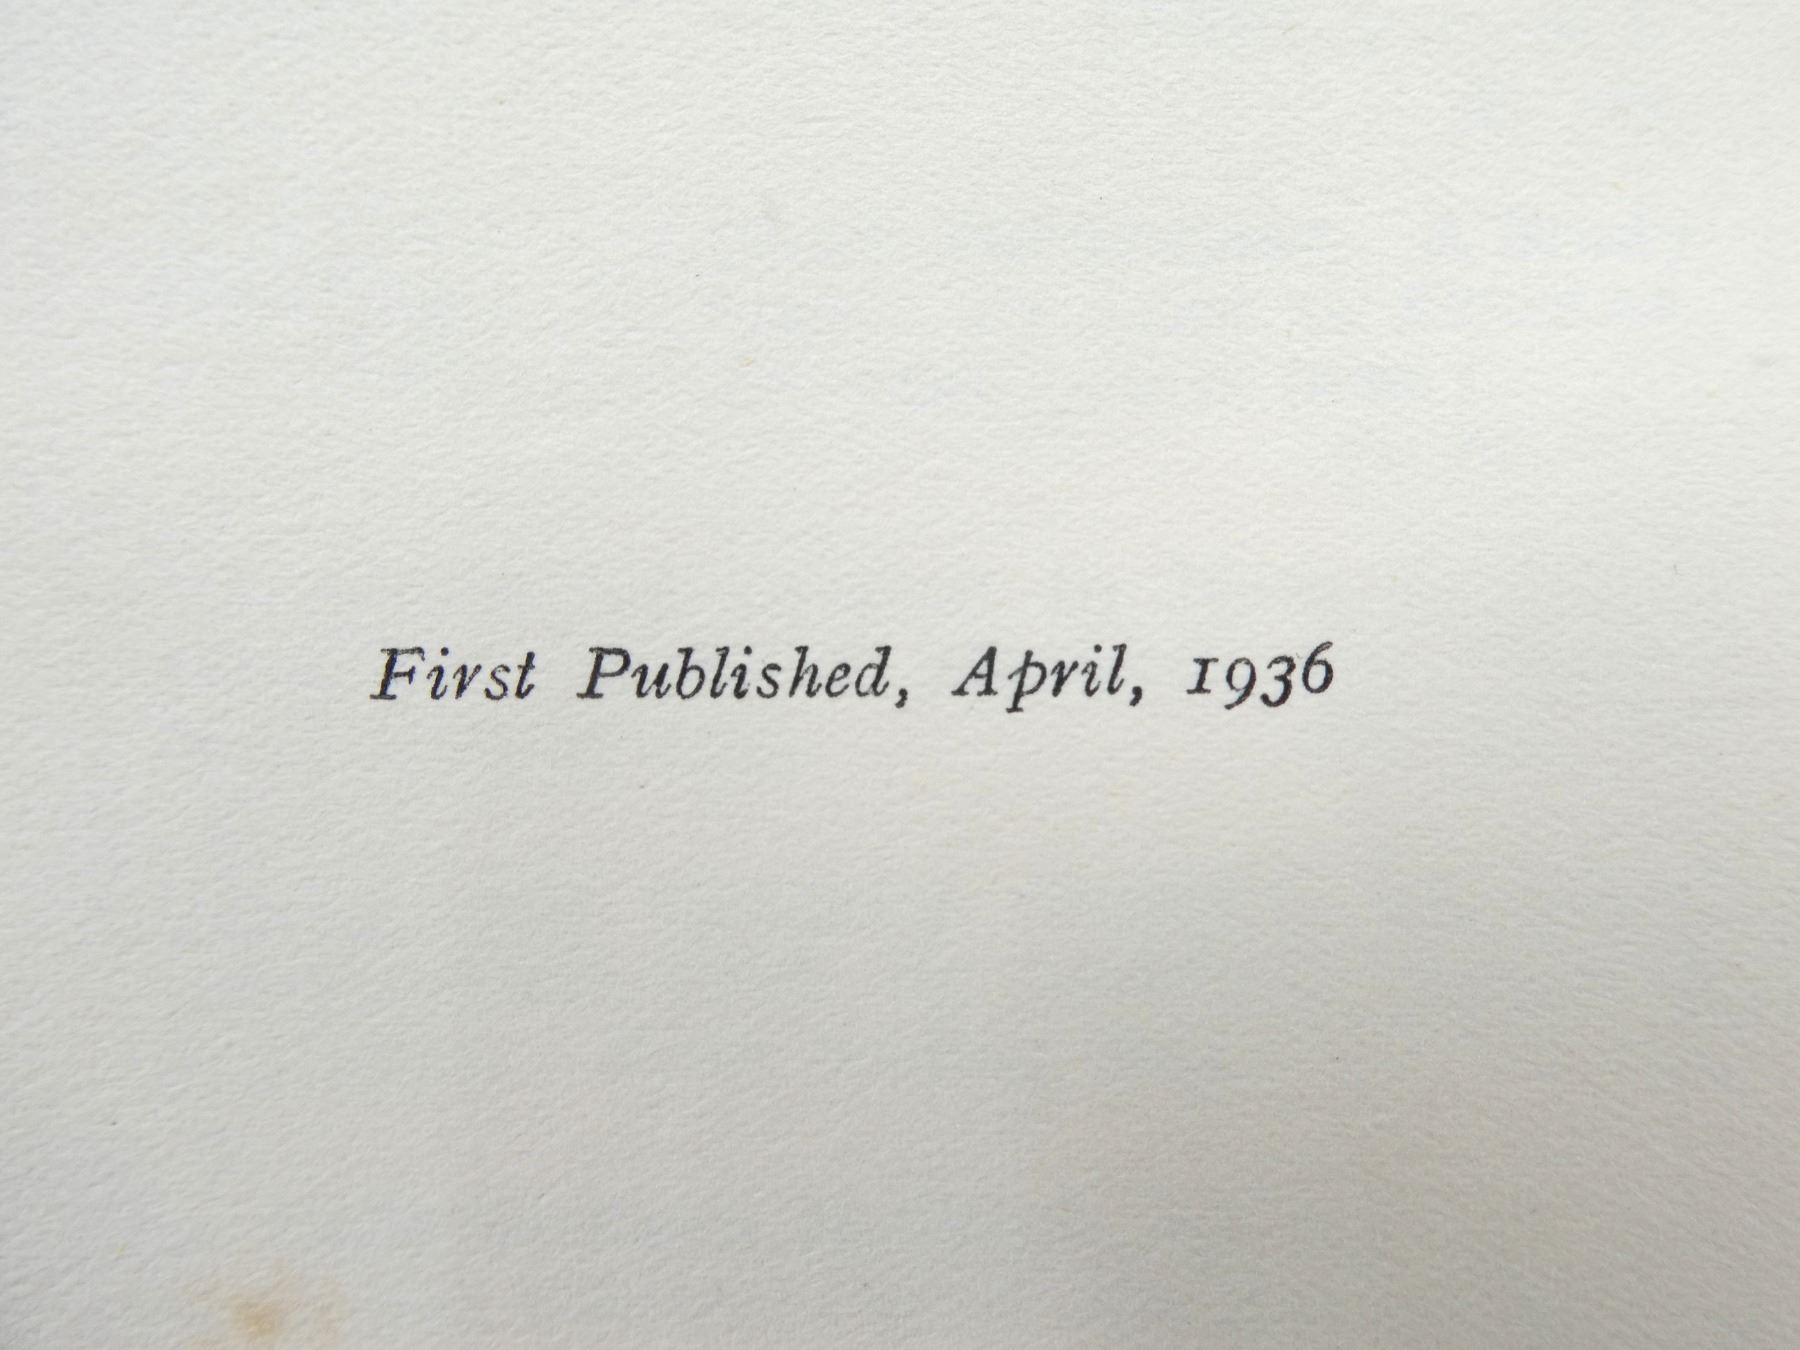 First Published, April, 1936